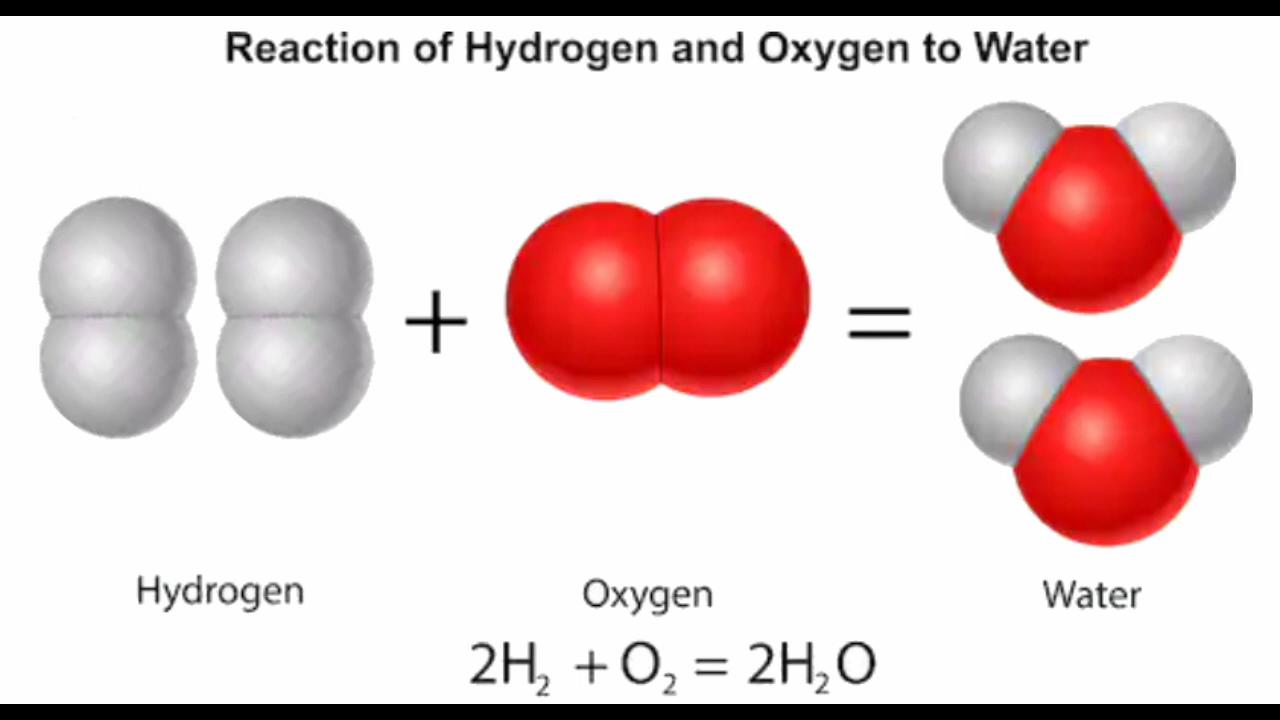 Reaction of Hydrogen and Oxygen to Water
+
=
Hydrogen
Oxygen
Water
2H₂ + O₂ = 2H₂O